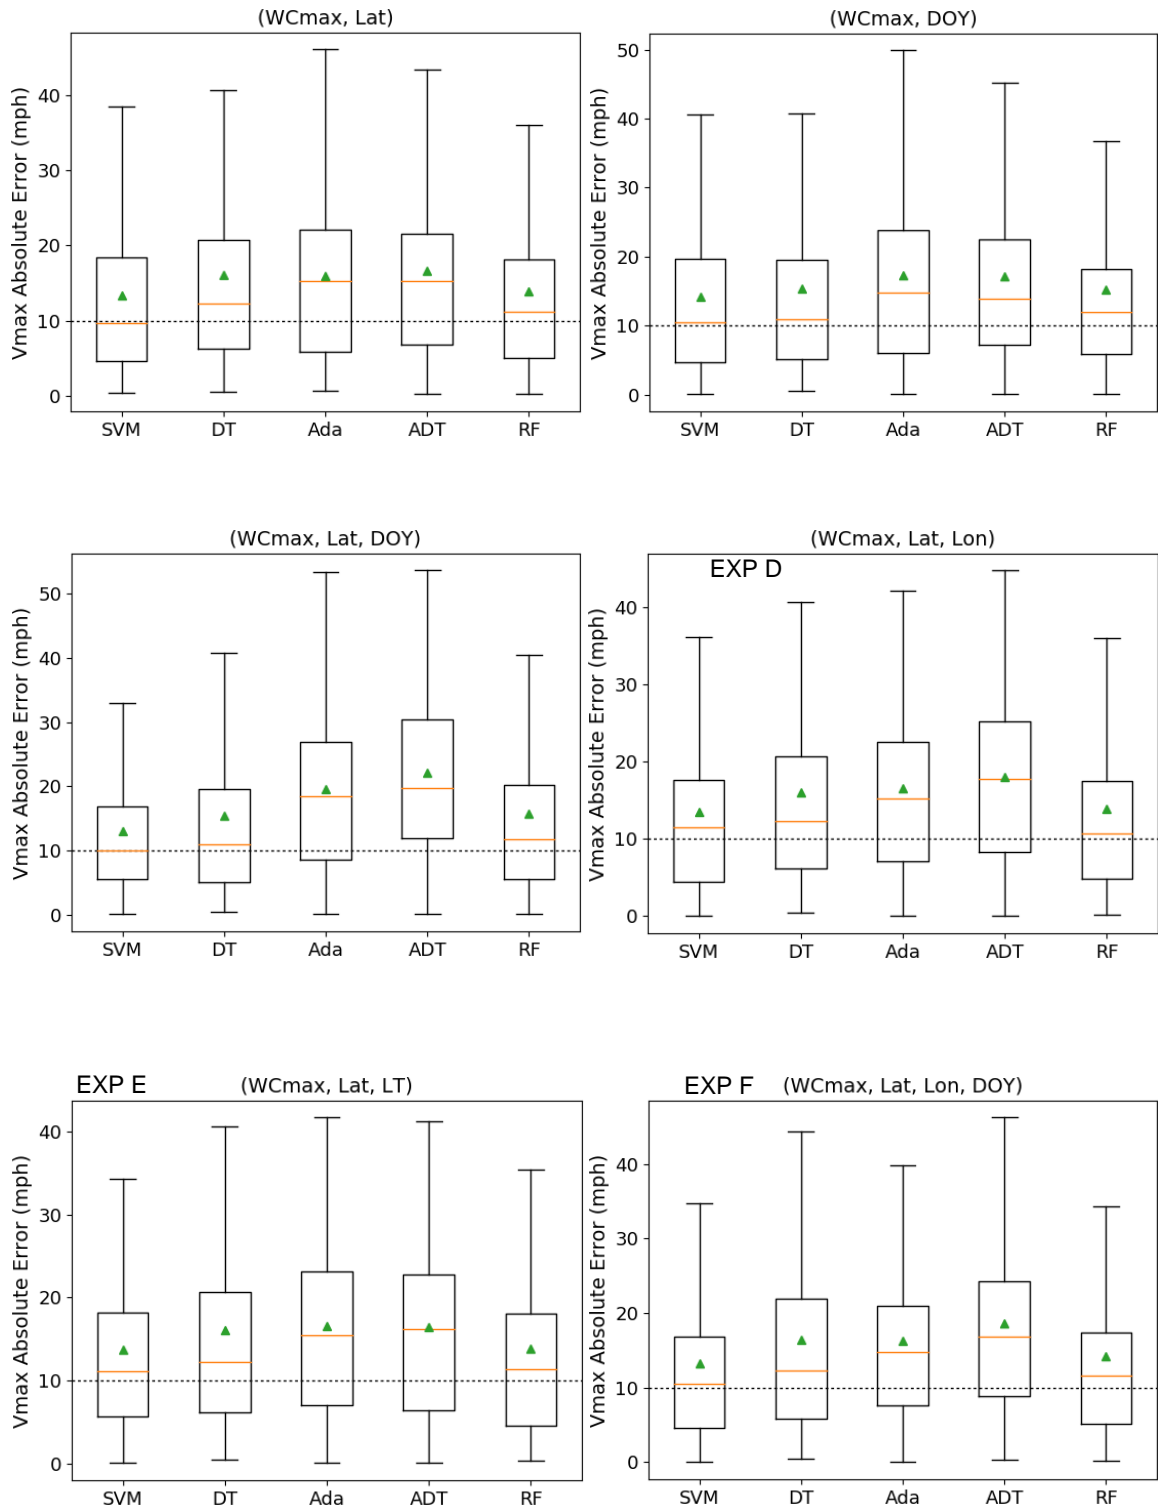 (WCmax, Lat)
Vmax Absolute Error (mph)
40
30
20
10
0
SVM DT Ada ADT RF
(WCmax, DOY)
Vmax Absolute Error (mph)
50
40
30
20
10
0
SVM DT Ada ADT RF
(WCmax, Lat, DOY)
Vmax Absolute Error (mph)
50
40
30
20
10
0
SVM DT Ada ADT RF
(WCmax, Lat, Lon)
EXP D
Vmax Absolute Error (mph)
40
30
20
10
0
SVM DT Ada ADT RF
EXP E (WCmax, Lat, LT)
Vmax Absolute Error (mph)
40
30
20
10
0
SVM DT Ada ADT RF
EXP F (WCmax, Lat, Lon, DOY)
Vmax Absolute Error (mph)
40
30
20
10
0
SVM DT Ada ADT RF